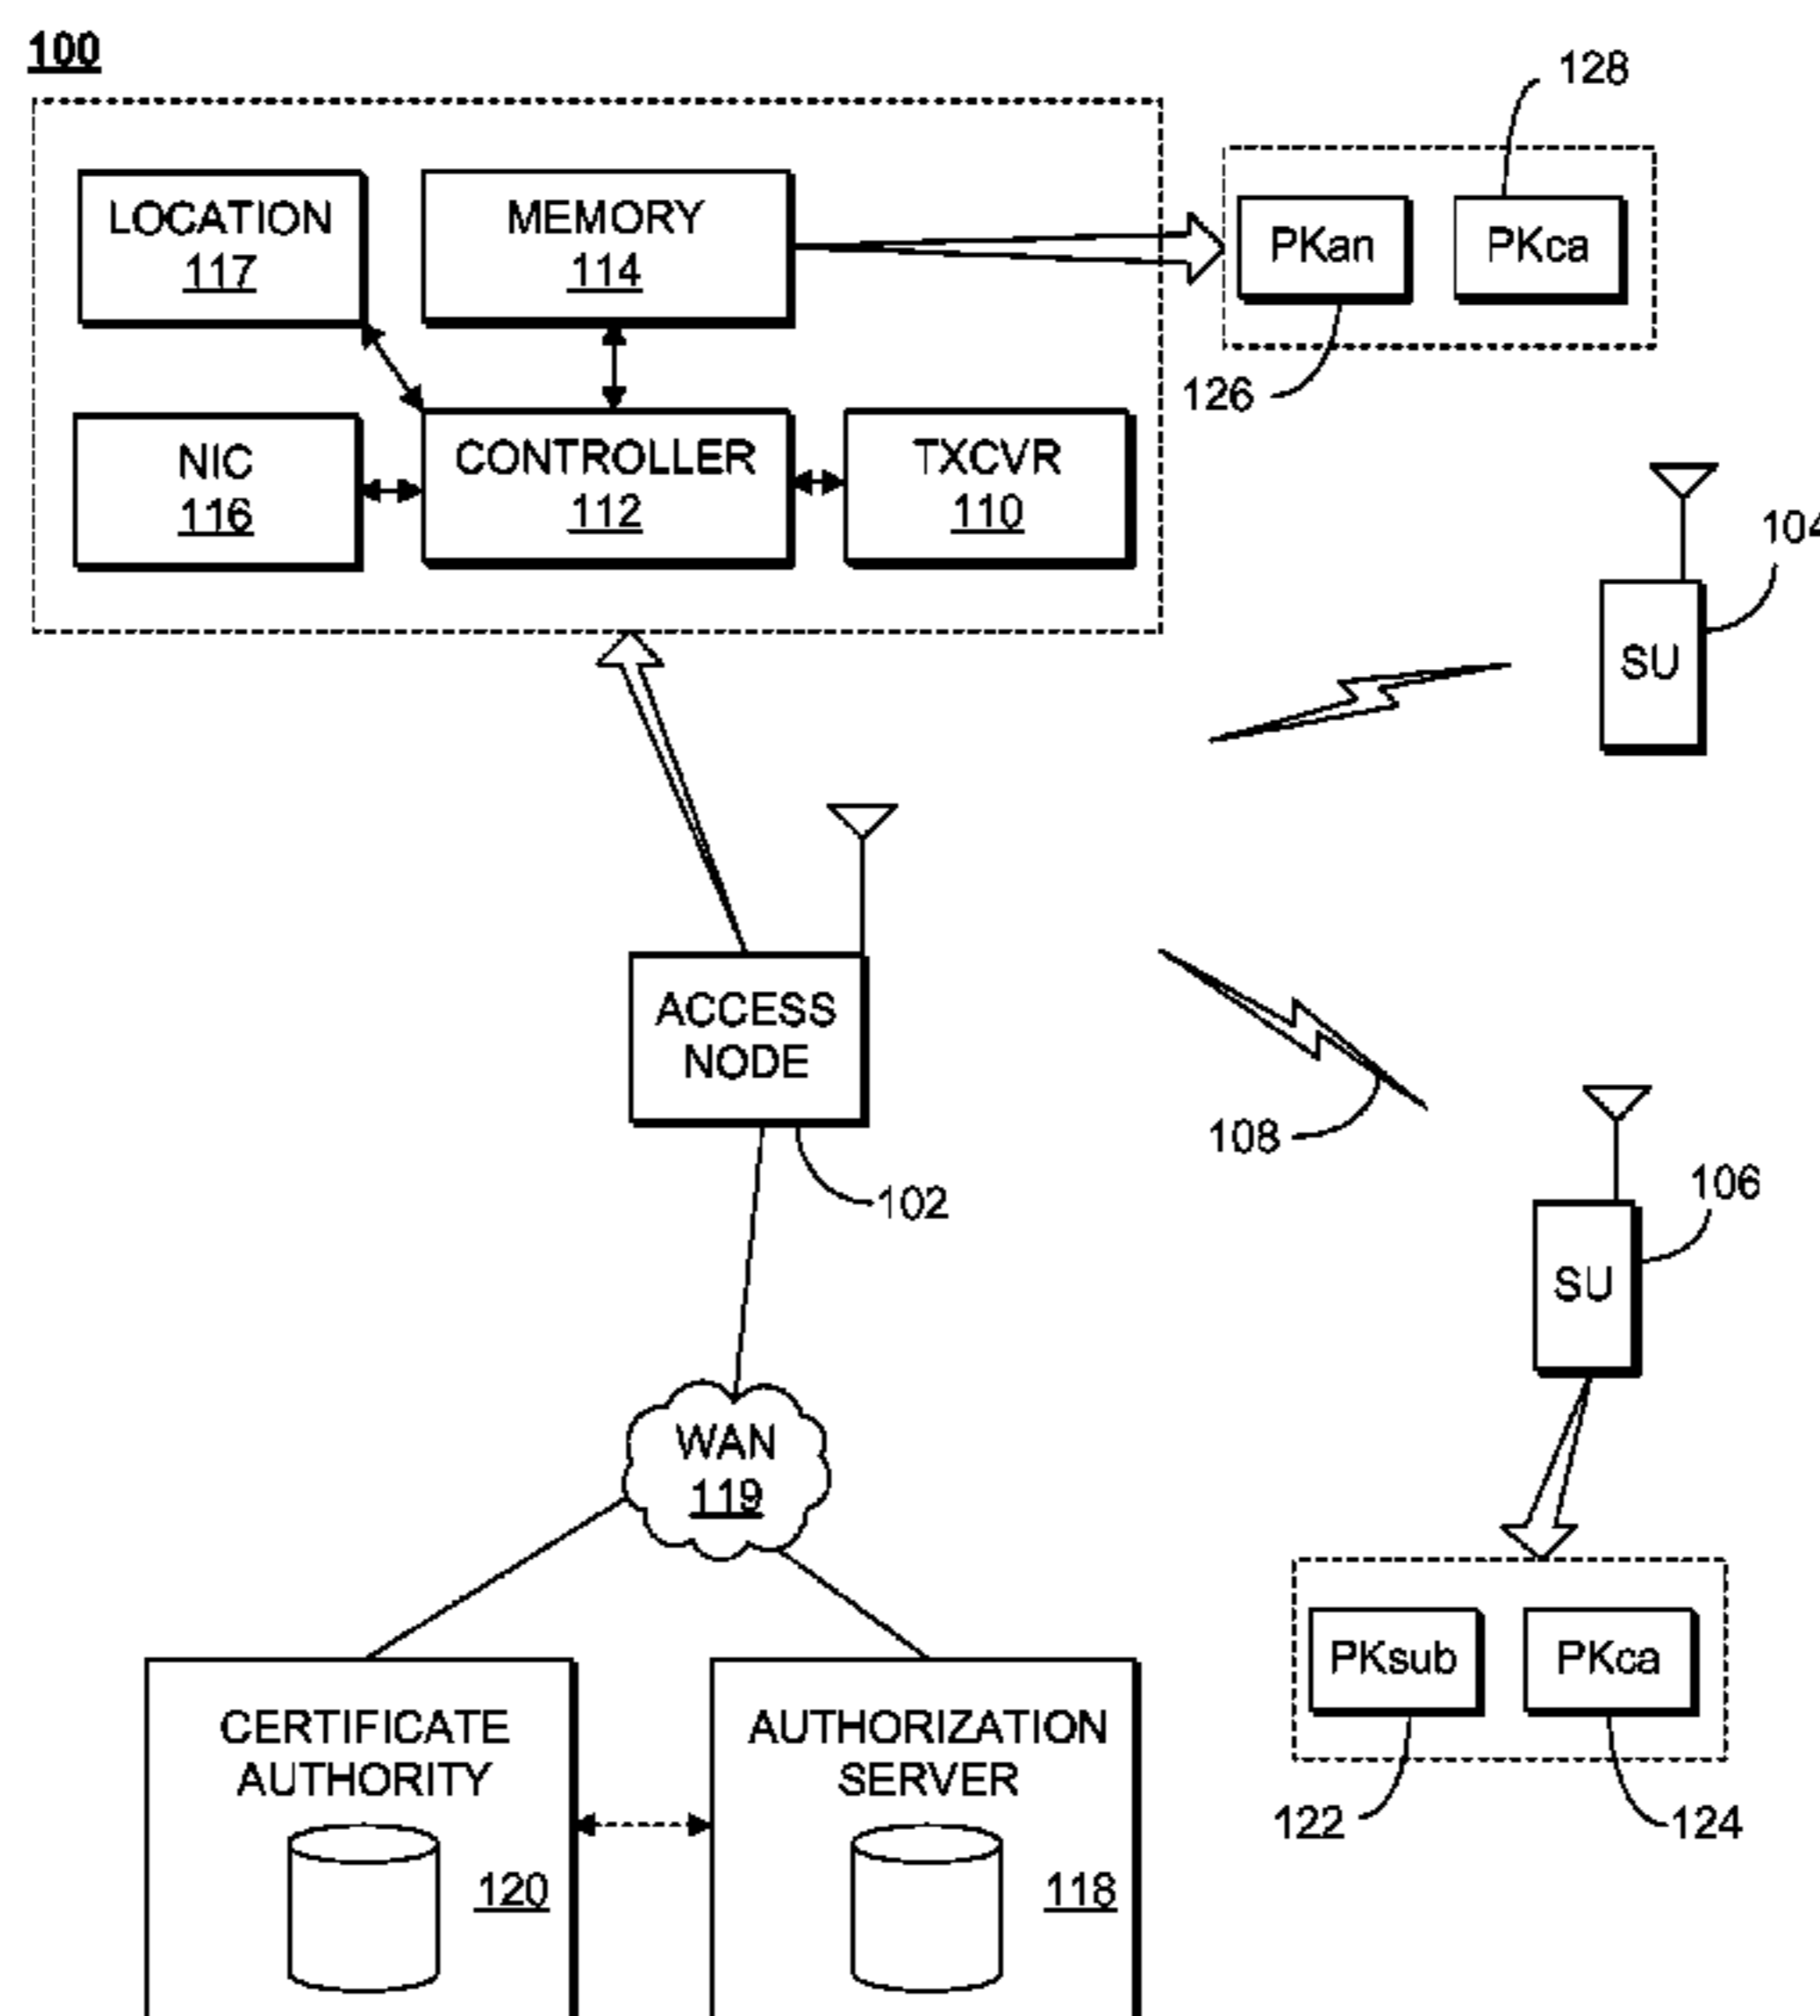 100
128
LOCATION
117
MEMORY
114
PKan
PKca
126
NIC
116
CONTROLLER
112
TXCVR
110
104
SU
ACCESS
NODE
108
102
106
SU
WAN
119
PKsub
PKca
CERTIFICATE
AUTHORITY
AUTHORIZATION
SERVER
122
124
120
118